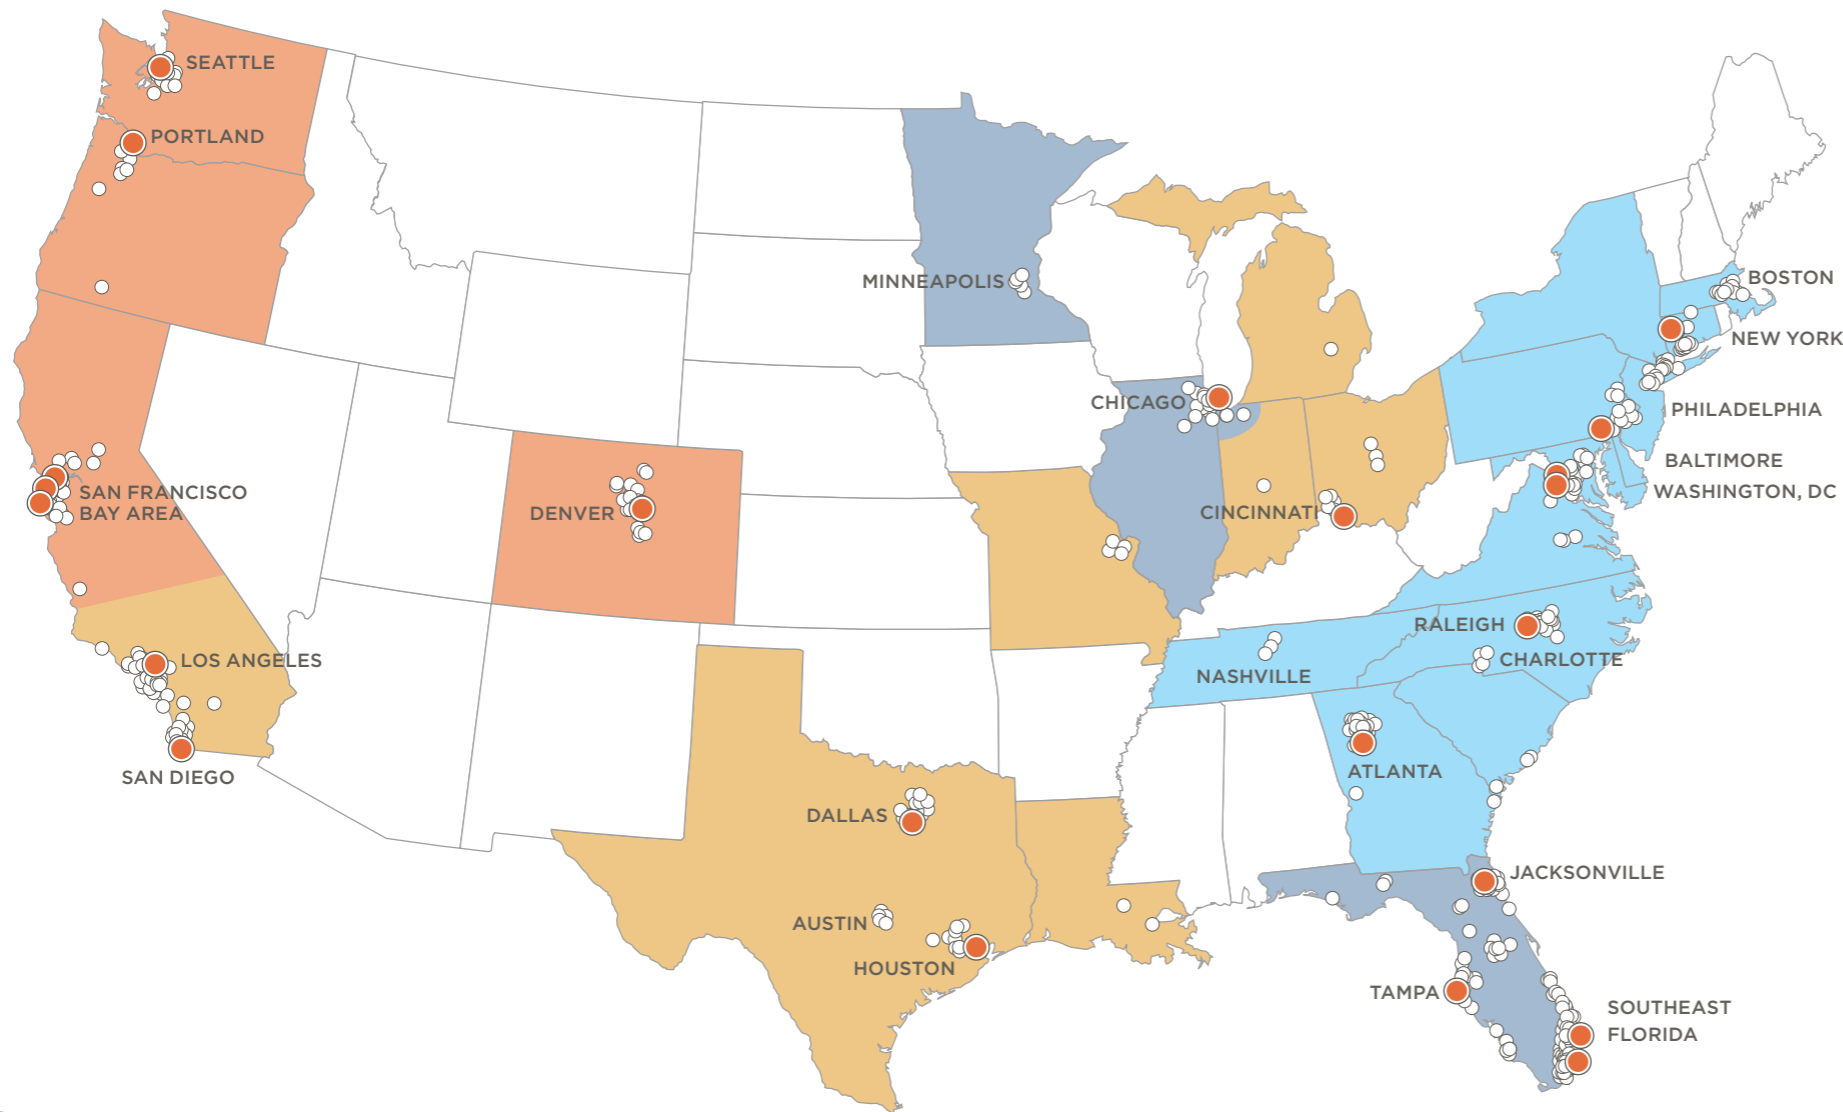 SEATTLE
PORTLAND
MINNEAPOLIS
BOSTON
NEW YORK
CHICAGO
PHILADELPHIA
BALTIMORE
WASHINGTON, DC
SAN FRANCISCO
BAY AREA
DENVER
CINCINNATI
RALEIGH
CHARLOTTE
LOS ANGELES
NASHVILLE
SAN DIEGO
ATLANTA
DALLAS
JACKSONVILLE
AUSTIN
HOUSTON
TAMPA
SOUTHEAST
FLORIDA